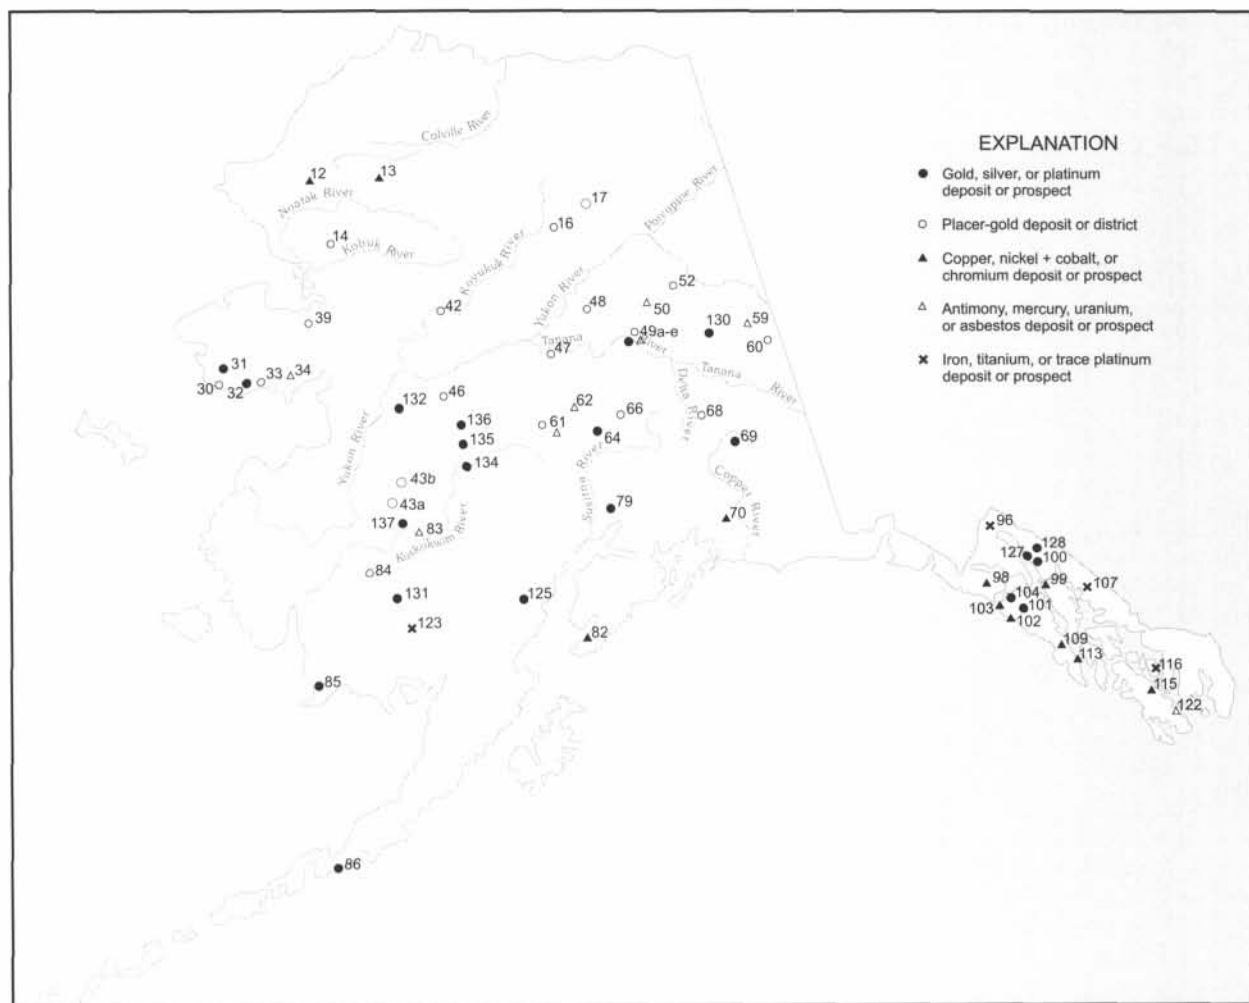 EXPLANATION
Gold, silver, or platinum
deposit or prospect
Placer-gold deposit or district
Copper, nickel + cobalt, or
chromium deposit or prospect
Antimony, mercury, uranium,
or asbestos deposit or prospect
Iron, titanium, or trace platinum
deposit or prospect
Colville River
12
13
Noatak River
14
Kobuk River
17
16
Porcupine River
Koyukuk River
Yukon River
52
42
48
50
39
130
59
49a-e
Tanana
River
47
60
31
30
32
33
34
Tanana
River
Delta River
132
46
62
66
68
136
61
64
69
135
134
Yukon River
43b
43a
Susitna River
Copper River
79
70
137
83
Kuskokwim River
96
128
127
100
84
98
99
107
131
125
104
101
103
102
123
82
109
113
116
85
115
122
86